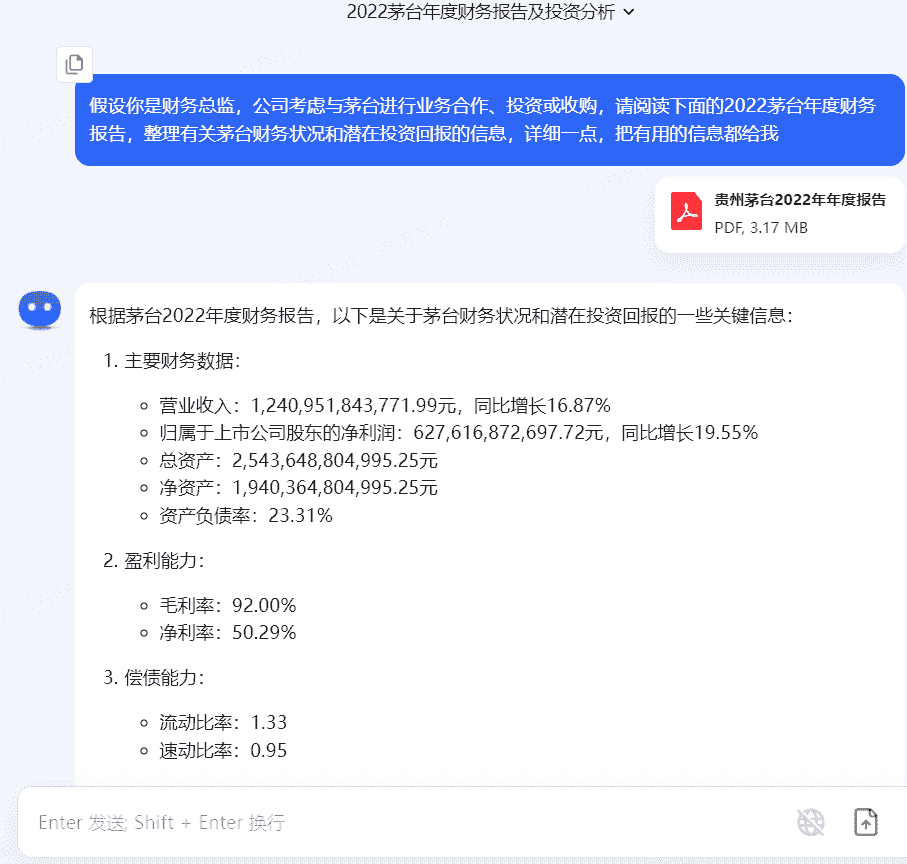 2022茅台年度财务报告及投资分析
假设你是财务总监，公司考虑与茅台进行业务合作、投资或收购，请阅读下面的2022茅台年度财务
报告，整理有关茅台财务状况和潜在投资回报的信息，详细一点，把有用的信息都给我
贵州茅台2022年年度报告
PDF, 3.17 MB
根据茅台2022年度财务报告，以下是关于茅台财务状况和潜在投资回报的一些关键信息：
1. 主要财务数据：
○ 营业收入：1,240,951,843,771.99元，同比增长16.87%
○ 归属于上市公司股东的净利润：627,616,872,697.72元，同比增长19.55%
○ 总资产：2,543,648,804,995.25元
○ 净资产：1,940,364,804,995.25元
○ 资产负债率：23.31%
2. 盈利能力：
○ 毛利率：92.00%
○ 净利率：50.29%
3. 偿债能力：
○ 流动比率：1.33
○ 速动比率：0.95
Enter 发送; Shift + Enter 换行